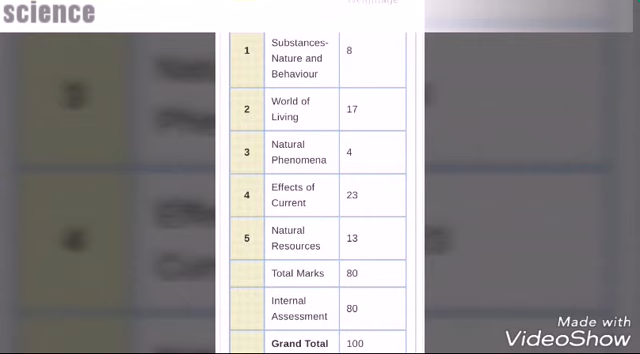 science
1 Substances- 8
Nature and
Behaviour
2 World of 17
Living
3 Natural 4
Phenomena
4 Effects of 23
Current
5 Natural 13
Resources
Total Marks 80
Internal 80
Assessment
Grand Total 100
Made with
VideoShow